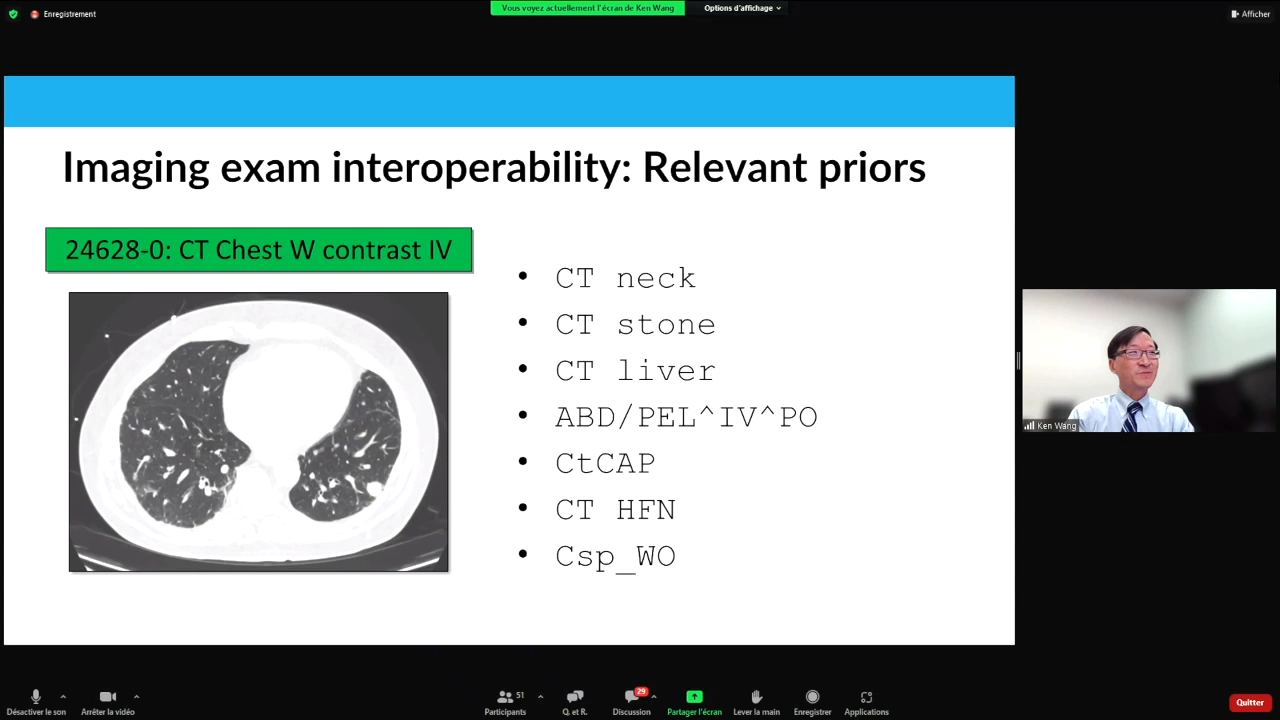 Enregistrement
Vous voyez actuellement l'écran de Ken Wang
Options d'affichage
Afficher
Imaging exam interoperability: Relevant priors
24628-0: CT Chest W contrast IV
• CT neck
• CT stone
• CT liver
• ABD/PEL^IV^PO
• CtCAP
• CT HFN
• Csp_WO
Ken Wang
Désactiver le son
Arrêter la vidéo
51
Participants
Q. et R.
29
Discussion
Partager l'écran
Lever la main
Enregistrer
Applications
Quitter